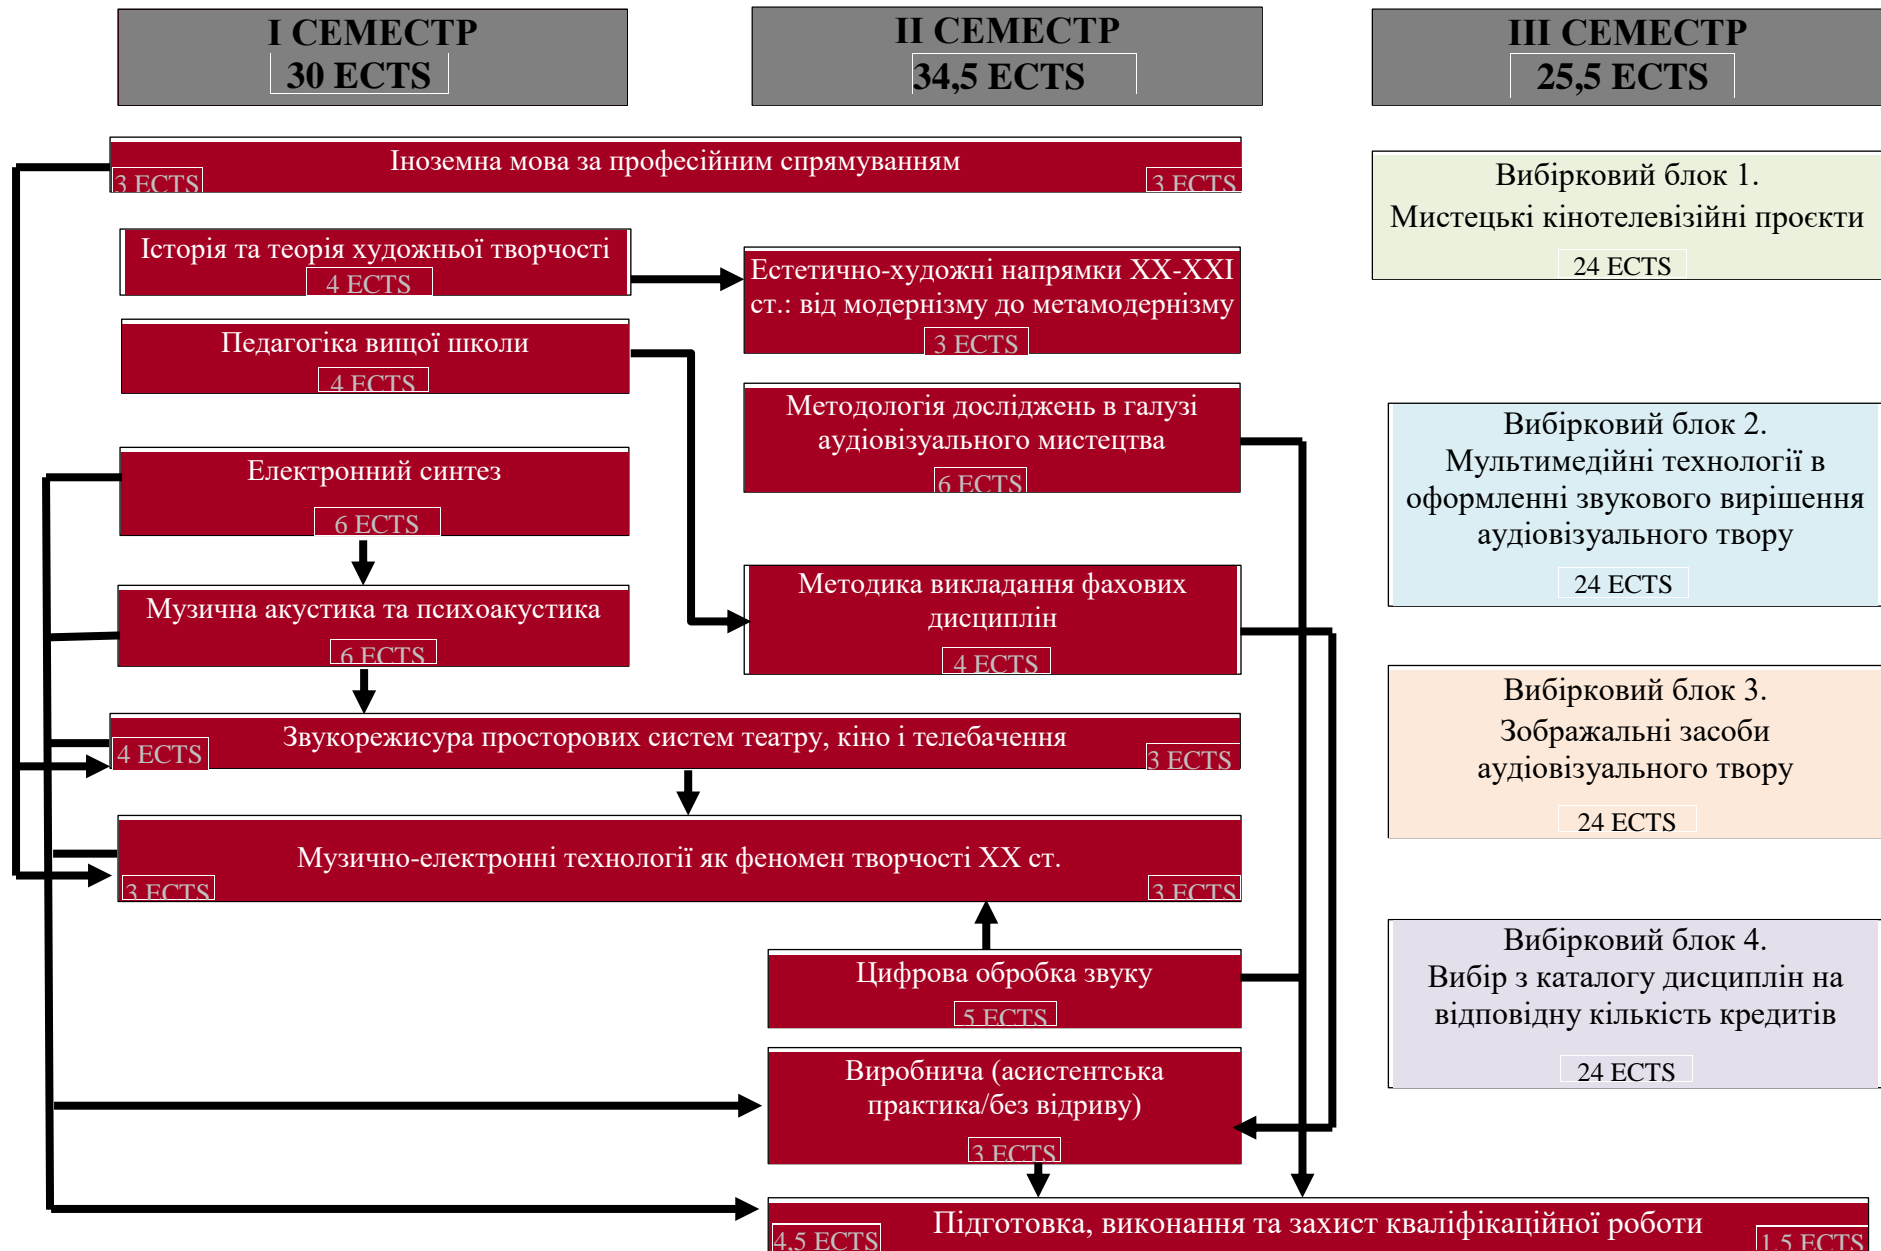 I СЕМЕСТР
30 ECTS
II СЕМЕСТР
34,5 ECTS
III СЕМЕСТР
25,5 ECTS
Іноземна мова за професійним спрямуванням
3 ECTS
3 ECTS
Історія та теорія художньої творчості
4 ECTS
Педагогіка вищої школи
4 ECTS
Електронний синтез
6 ECTS
Музична акустика та психоакустика
6 ECTS
Естетично-художні напрямки ХХ-ХХІ
ст.: від модернізму до метамодернізму
3 ECTS
Методологія досліджень в галузі
аудіовізуального мистецтва
6 ECTS
Методика викладання фахових
дисциплін
4 ECTS
Звукорежисура просторових систем театру, кіно і телебачення
4 ECTS
3 ECTS
Музично-електронні технології як феномен творчості ХХ ст.
3 ECTS
3 ECTS
Цифрова обробка звуку
5 ECTS
Виробнича (асистентська
практика/без відриву)
3 ECTS
Підготовка, виконання та захист кваліфікаційної роботи
4,5 ECTS
1,5 ECTS
Вибірковий блок 1.
Мистецькі кінотелевізійні проєкти
24 ECTS
Вибірковий блок 2.
Мультимедійні технології в
оформленні звукового вирішення
аудіовізуального твору
24 ECTS
Вибірковий блок 3.
Зображальні засоби
аудіовізуального твору
24 ECTS
Вибірковий блок 4.
Вибір з каталогу дисциплін на
відповідну кількість кредитів
24 ECTS